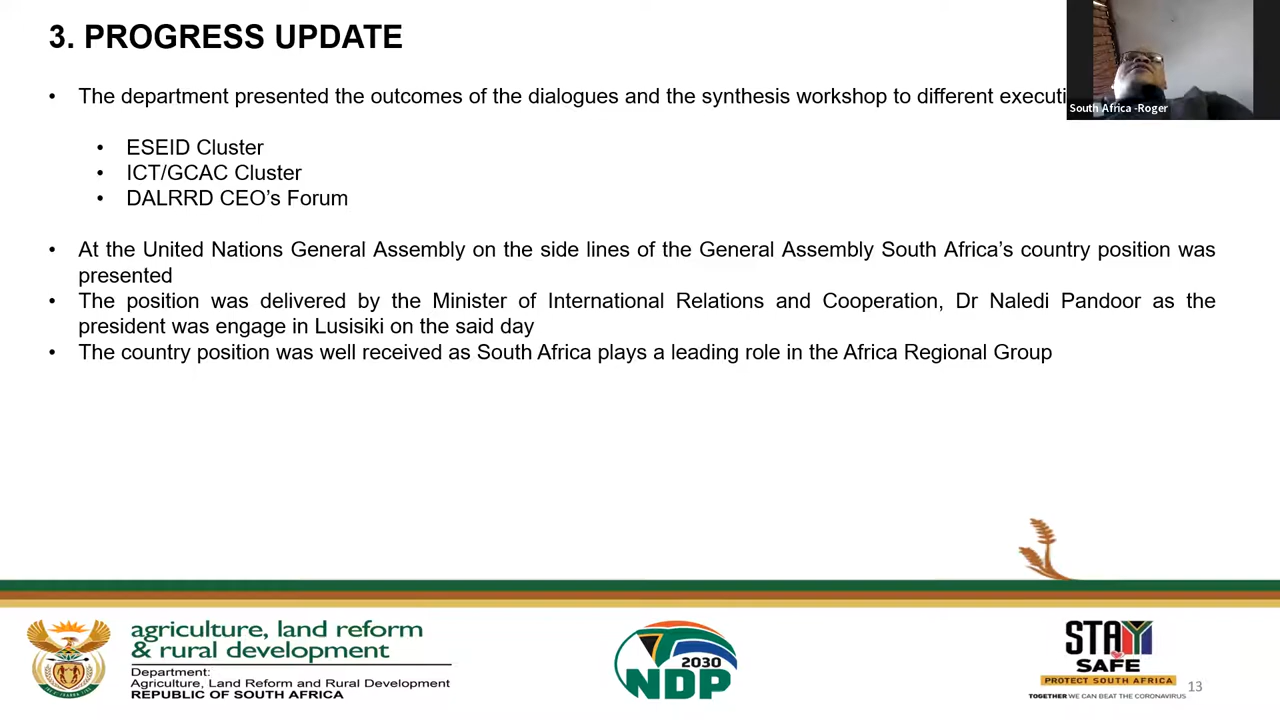 3. PROGRESS UPDATE
South Africa -Roger
• The department presented the outcomes of the dialogues and the synthesis workshop to different
• ESEID Cluster
• ICT/GCAC Cluster
• DALRRD CEO’s Forum
• At the United Nations General Assembly on the side lines of the General Assembly South Africa’s country position was
presented
• The position was delivered by the Minister of International Relations and Cooperation, Dr Naledi Pandoor as the
president was engage in Lusisiki on the said day
• The country position was well received as South Africa plays a leading role in the Africa Regional Group
agriculture, land reform
& rural development
Department:
Agriculture, Land Reform and Rural Development
REPUBLIC OF SOUTH AFRICA
2030
NDP
STAY
SAFE
PROTECT SOUTH AFRICA
TOGETHER WE CAN BEAT THE CORONAVIRUS
13